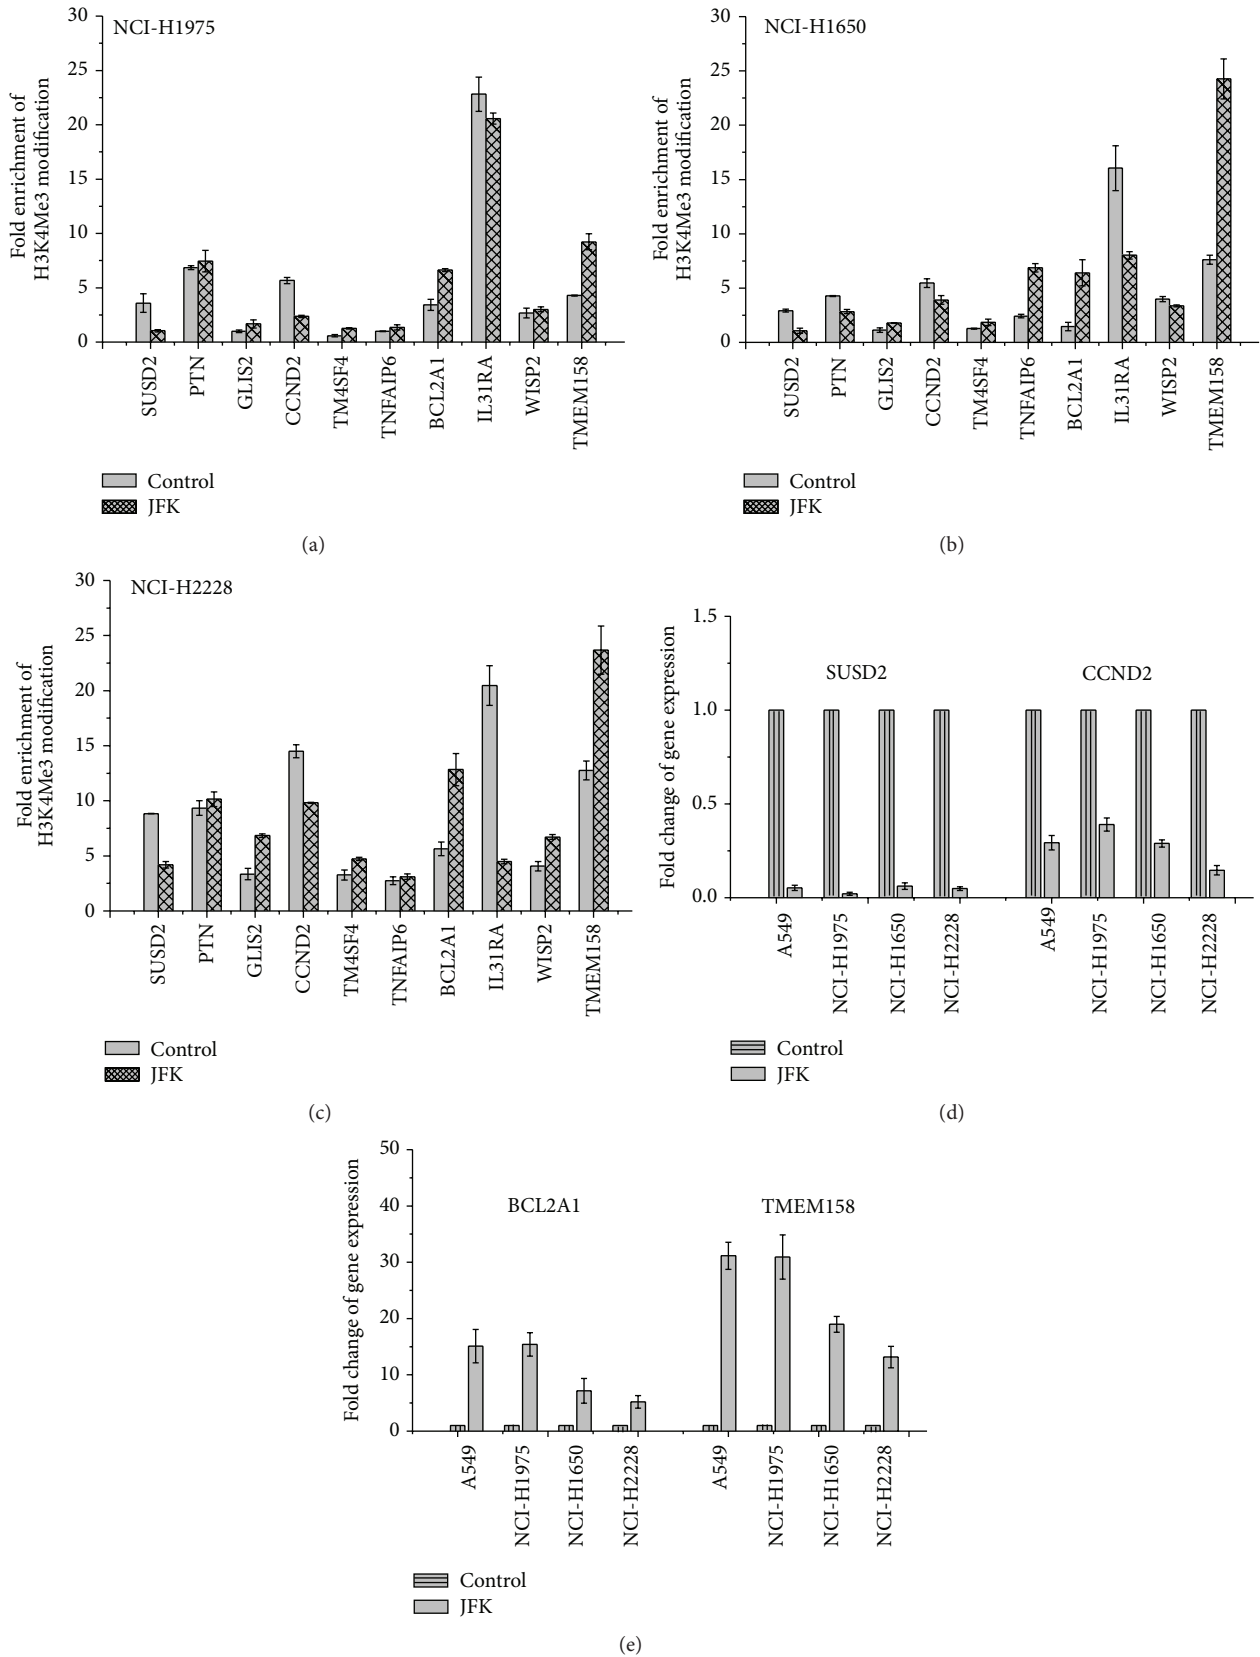 NCI-H1975
Fold enrichment of
H3K4Me3 modification
30
25
20
15
10
5
0
SUSD2
PTN
GLIS2
CCND2
TM4SF4
TNFAIP6
BCL2A1
IL31RA
WISP2
TMEM158
Control
JFK
(a)
NCI-H1650
Fold enrichment of
H3K4Me3 modification
30
25
20
15
10
5
0
SUSD2
PTN
GLIS2
CCND2
TM4SF4
TNFAIP6
BCL2A1
IL31RA
WISP2
TMEM158
Control
JFK
(b)
NCI-H2228
Fold enrichment of
H3K4Me3 modification
30
25
20
15
10
5
0
SUSD2
PTN
GLIS2
CCND2
TM4SF4
TNFAIP6
BCL2A1
IL31RA
WISP2
TMEM158
Control
JFK
(c)
Fold change of gene expression
1.5
1.0
0.5
0.0
SUSD2
CCND2
A549
NCI-H1975
NCI-H1650
NCI-H2228
A549
NCI-H1975
NCI-H1650
NCI-H2228
Control
JFK
(d)
Fold change of gene expression
50
40
30
20
10
0
BCL2A1
TMEM158
A549
NCI-H1975
NCI-H1650
NCI-H2228
A549
NCI-H1975
NCI-H1650
NCI-H2228
Control
JFK
(e)